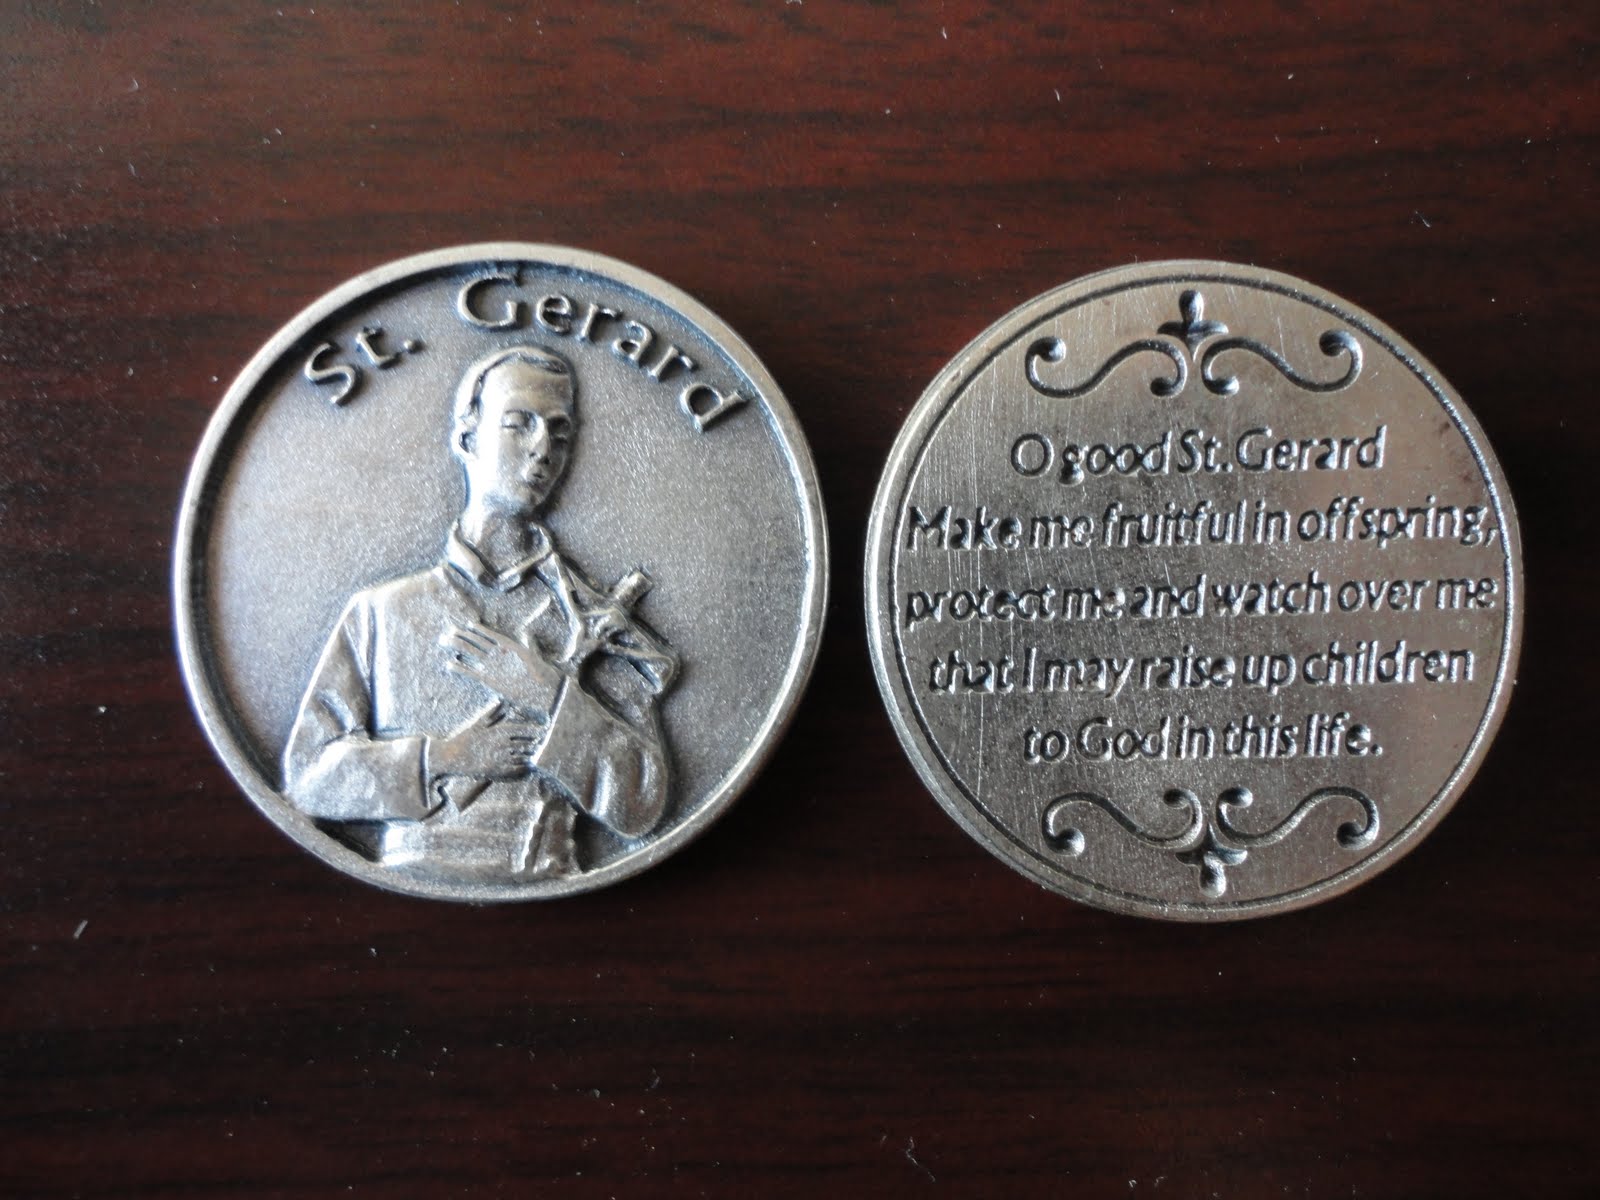 St. Gerard
O good St. Gerard
Make me fruitful in offspring,
protect me and watch over me
that I may raise up children
to God in this life.